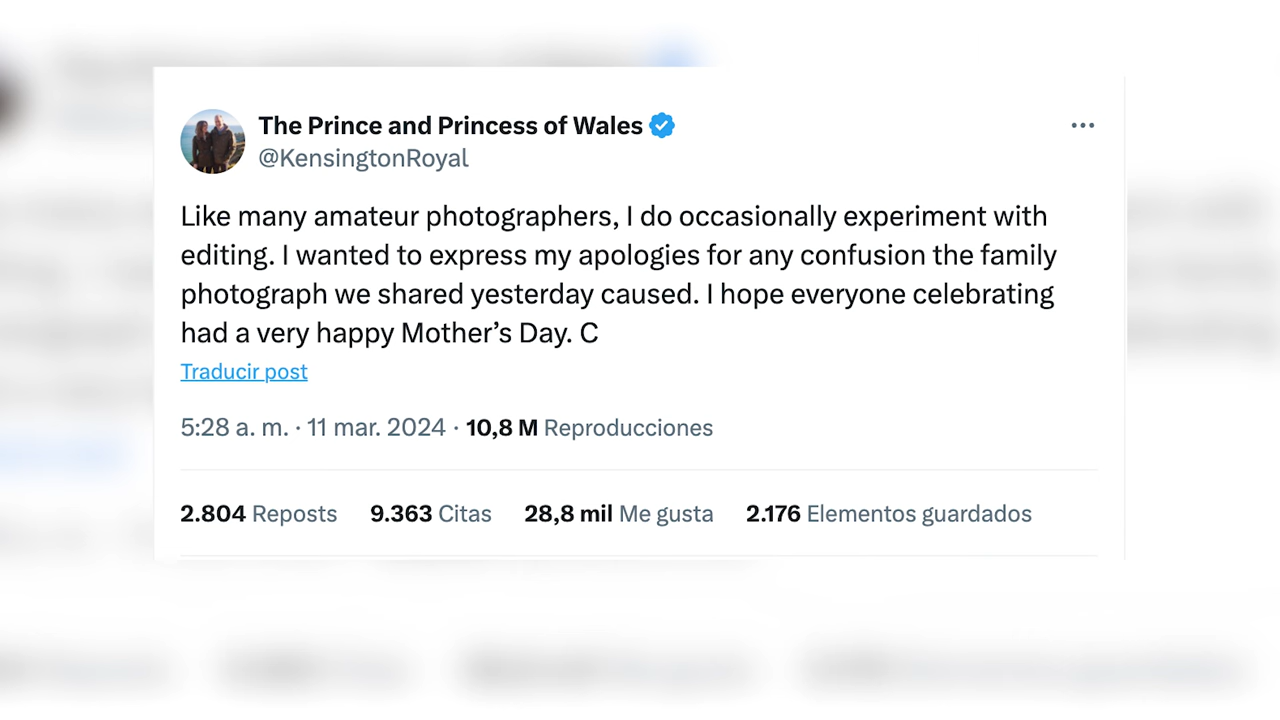 The Prince and Princess of Wales
@KensingtonRoyal
Like many amateur photographers, I do occasionally experiment with
editing. I wanted to express my apologies for any confusion the family
photograph we shared yesterday caused. I hope everyone celebrating
had a very happy Mother’s Day. C
Traducir post
5:28 a. m. · 11 mar. 2024 · 10,8 M Reproducciones
2.804 Reposts 9.363 Citas 28,8 mil Me gusta 2.176 Elementos guardados